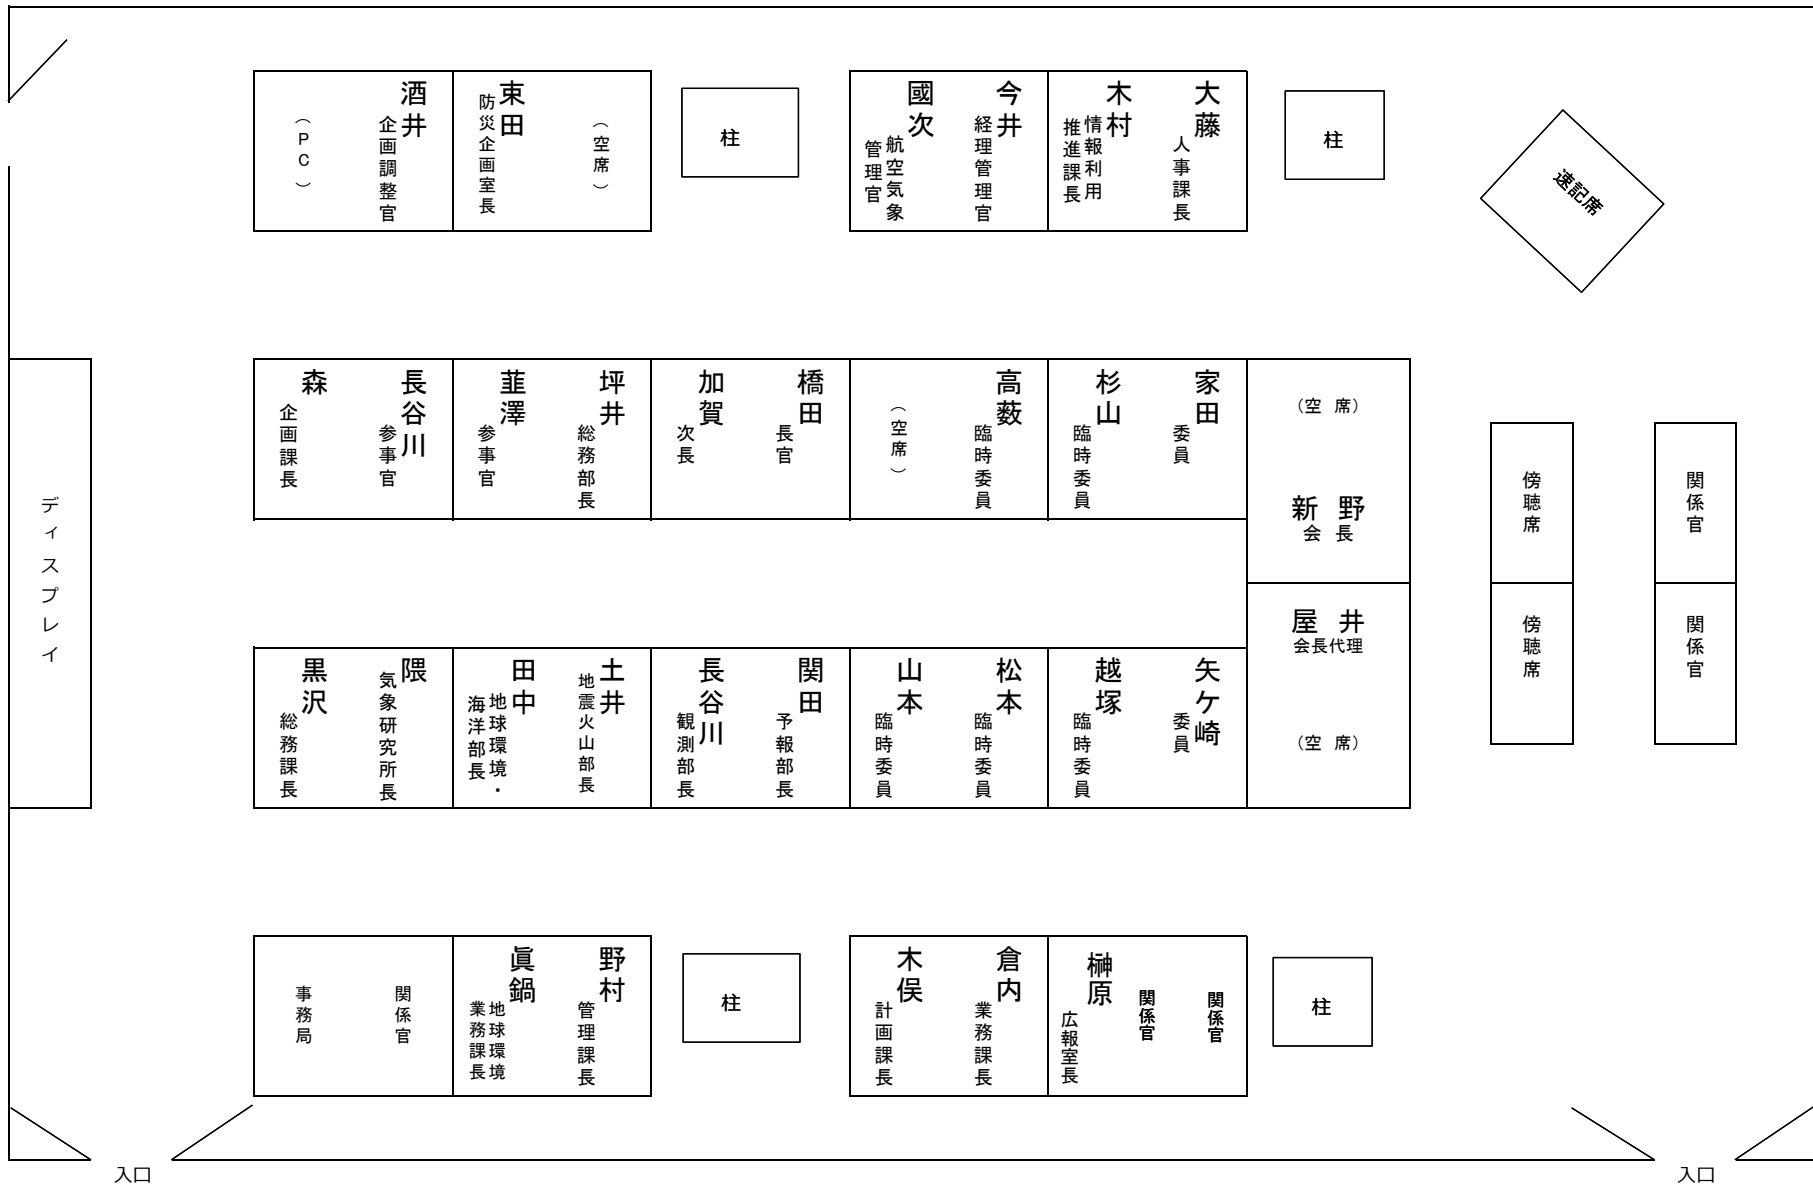 （ＰＣ）
酒井
企画調整官
束田
防災企画室長
（空席）
柱
國次
航空気象
管理官
今井
経理管理官
木村
情報利用
推進課長
大藤
人事課長
柱
速記席
森
企画課長
長谷川
参事官
韮澤
参事官
坪井
総務部長
加賀
次長
橋田
長官
（空席）
高薮
臨時委員
杉山
臨時委員
家田
委員
（空 席）
新 野
会 長
屋 井
会長代理
（空 席）
傍聴席
関係官
傍聴席
関係官
ディスプレイ
黒沢
総務課長
隈
気象研究所長
田中
地球環境・
海洋部長
土井
地震火山部長
長谷川
観測部長
関田
予報部長
山本
臨時委員
松本
臨時委員
越塚
臨時委員
矢ケ崎
委員
事務局
関係官
眞鍋
地球環境
業務課長
野村
管理課長
柱
木俣
計画課長
倉内
業務課長
榊原
広報室長
関係官
関係官
柱
入口
入口